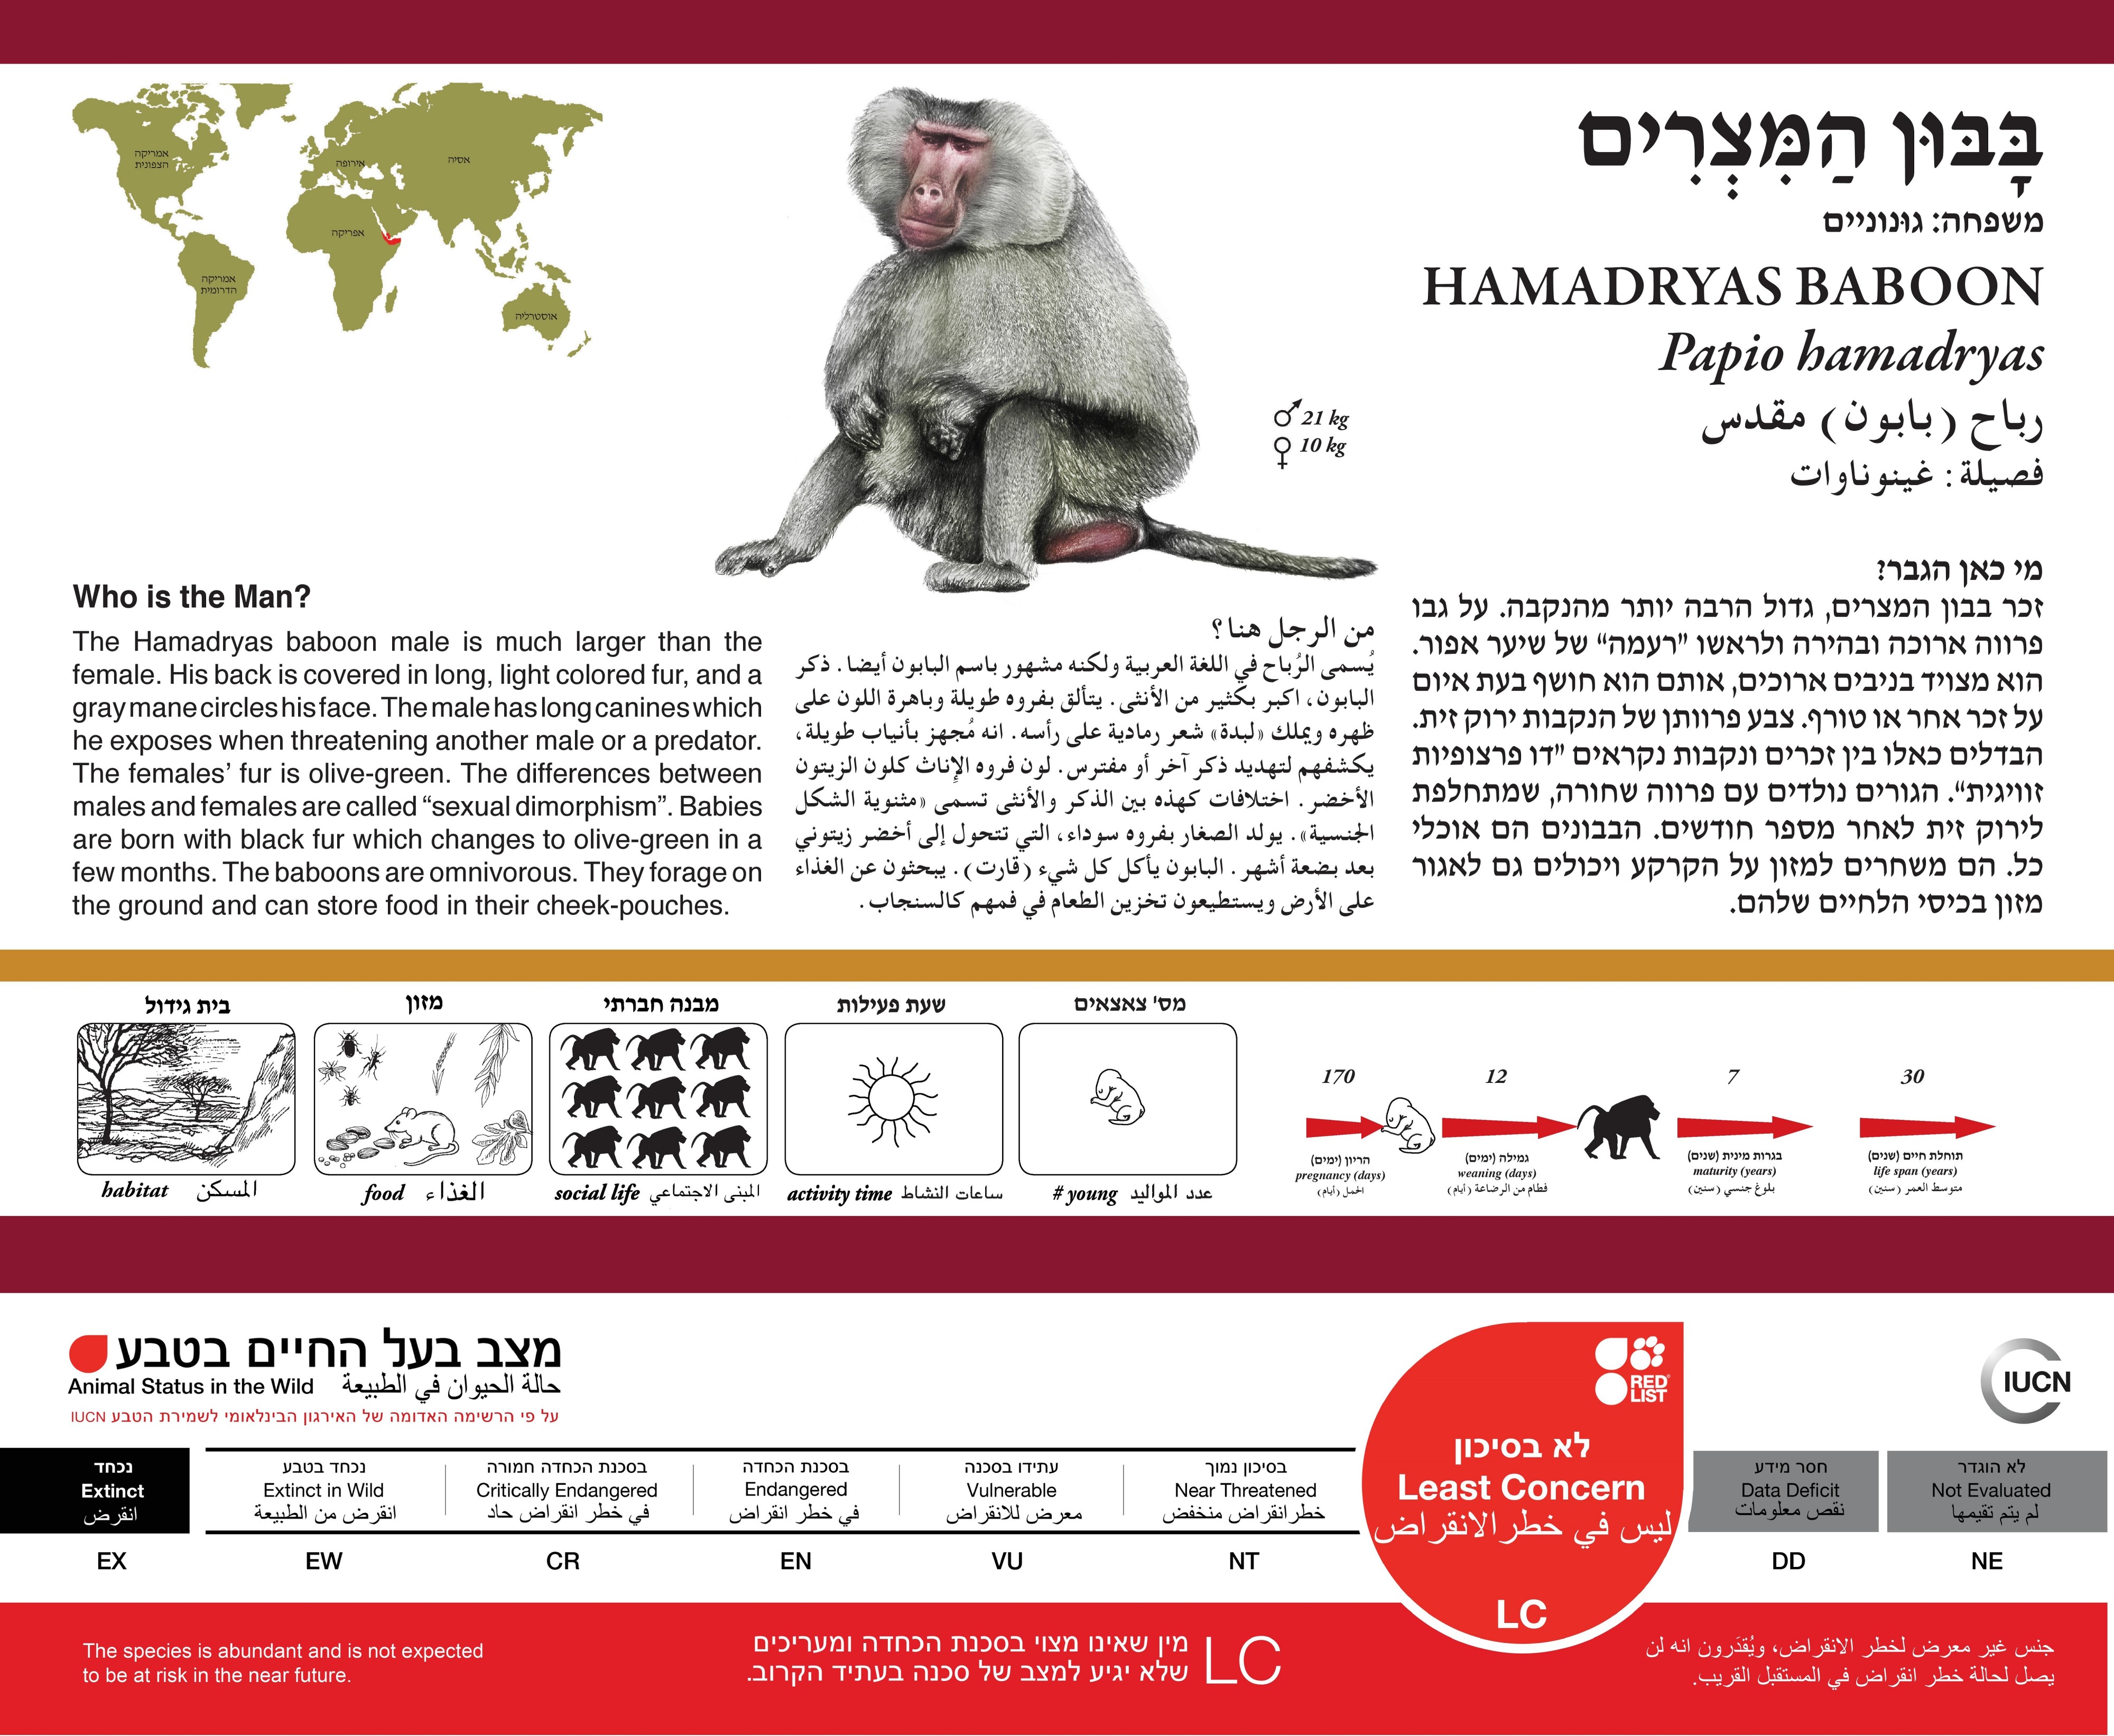 אמריקה
הצפונית
אירופה
אסיה
אפריקה
אמריקה
הדרומית
אוסטרליה
בָּבּוּן הַמִּצְרִים
משפחה: גוּנוניים
HAMADRYAS BABOON
Papio hamadryas
رباح (بابون) مقدس
فصيلة: غينوناوات
♂ 21 kg
♀ 10 kg
Who is the Man?
The Hamadryas baboon male is much larger than the
female. His back is covered in long, light colored fur, and a
gray mane circles his face. The male has long canines which
he exposes when threatening another male or a predator.
The females’ fur is olive-green. The differences between
males and females are called “sexual dimorphism”. Babies
are born with black fur which changes to olive-green in a
few months. The baboons are omnivorous. They forage on
the ground and can store food in their cheek-pouches.
من الرجل هنا؟
يُسمى الرُباح في اللغة العربية ولكنه مشهور باسم البابون أيضا. ذكر
البابون، اكبر بكثير من الأنثى. يتألق بفروه طويلة وباهرة اللون على
ظهره ويملك «لبدة» شعر رمادية على رأسه. انه مُجهز بأنياب طويلة،
يكشفهم لتهديد ذكر آخر أو مفترس. لون فروه الإناث كلون الزيتون
الأخضر. اختلافات كهذه بين الذكر والأنثى تسمى «مثنوية الشكل
الجنسية». يولد الصغار بفروه سوداء، التي تتحول إلى أخضر زيتوني
بعد بضعة أشهر. البابون يأكل كل شيء (قارت). يبحثون عن الغذاء
على الأرض ويستطيعون تخزين الطعام في فمهم كالسنجاب.
מי כאן הגבר?
זכר בבון המצרים, גדול הרבה יותר מהנקבה. על גבו
פרווה ארוכה ובהירה ולראשו "רעמה“ של שיער אפור.
הוא מצויד בניבים ארוכים, אותם הוא חושף בעת איום
על זכר אחר או טורף. צבע פרוותן של הנקבות ירוק זית.
הבדלים כאלו בין זכרים ונקבות נקראים "דו פרצופיות
זוויגית“. הגורים נולדים עם פרווה שחורה, שמתחלפת
לירוק זית לאחר מספר חודשים. הבבונים הם אוכלי
כל. הם משחרים למזון על הקרקע ויכולים גם לאגור
מזון בכיסי הלחיים שלהם.
בית גידול
מזון
מבנה חברתי
שעת פעילות
מס' צאצאים
habitat المسكن
food الغذاء
social life المبنى الاجتماعي
activity time ساعات النشاط
# young عدد المواليد
170
הריון (ימים)
pregnancy (days)
الحمل (أيام)
12
גמילה (ימים)
weaning (days)
فطام من الرضاعة (أيام)
7
בגרות מינית (שנים)
maturity (years)
بلوغ جنسي (سنين)
30
תוחלת חיים (שנים)
life span (years)
متوسط العمر (سنين)
מצב בעל החיים בטבע
Animal Status in the Wild حالة الحيوان في الطبيعة
על פי הרשימה האדומה של האירגון הבינלאומי לשמירת הטבע IUCN
RED
LIST
IUCN
נכחד
Extinct
انقرض
EX
נכחד בטבע
Extinct in Wild
انقرض من الطبيعة
EW
בסכנת הכחדה חמורה
Critically Endangered
في خطر انقراض حاد
CR
בסכנת הכחדה
Endangered
في خطر انقراض
EN
עתידו בסכנה
Vulnerable
معرض للانقراض
VU
בסיכון נמוך
Near Threatened
خطر انقراض منخفض
NT
לא בסיכון
Least Concern
ليس في خطر الانقراض
LC
חסר מידע
Data Deficit
نقص معلومات
DD
לא הוגדר
Not Evaluated
لم يتم تقيمها
NE
The species is abundant and is not expected
to be at risk in the near future.
LC
מין שאינו מצוי בסכנת הכחדה ומעריכים
שלא יגיע למצב של סכנה בעתיד הקרוב.
جنس غير معرض لخطر الانقراض، ويُقدَرون انه لن
يصل لحالة خطر انقراض في المستقبل القريب.